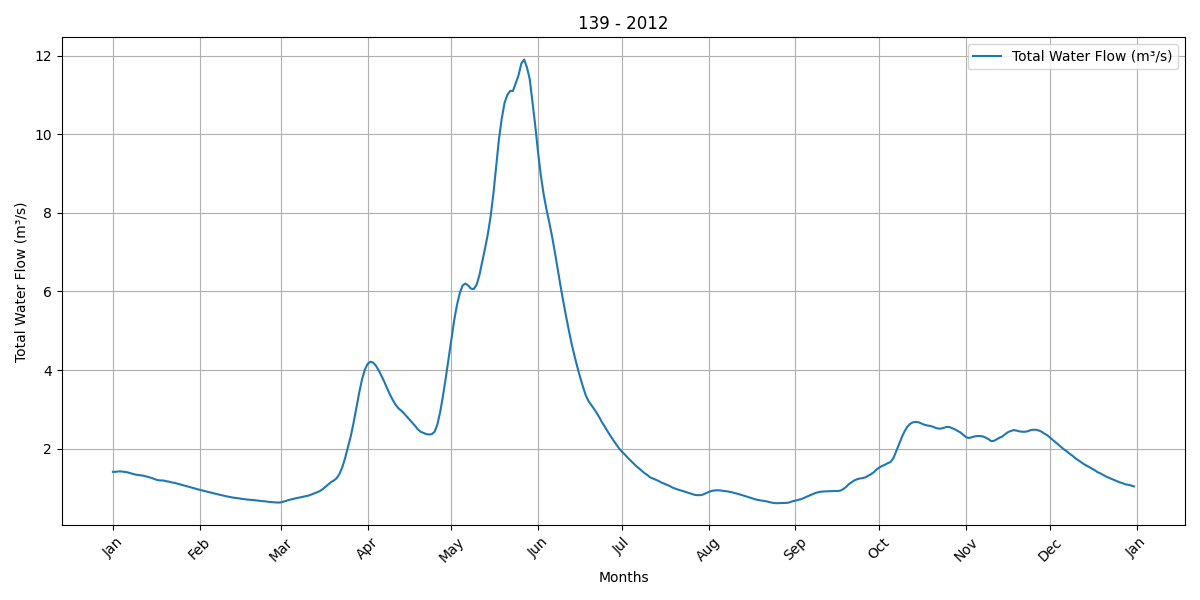 139 - 2012
Total Water Flow (m³/s)
Total Water Flow (m³/s)
12
10
8
6
4
2
Jan
Feb
Mar
Apr
May
Jun
Jul
Aug
Sep
Oct
Nov
Dec
Jan
Months